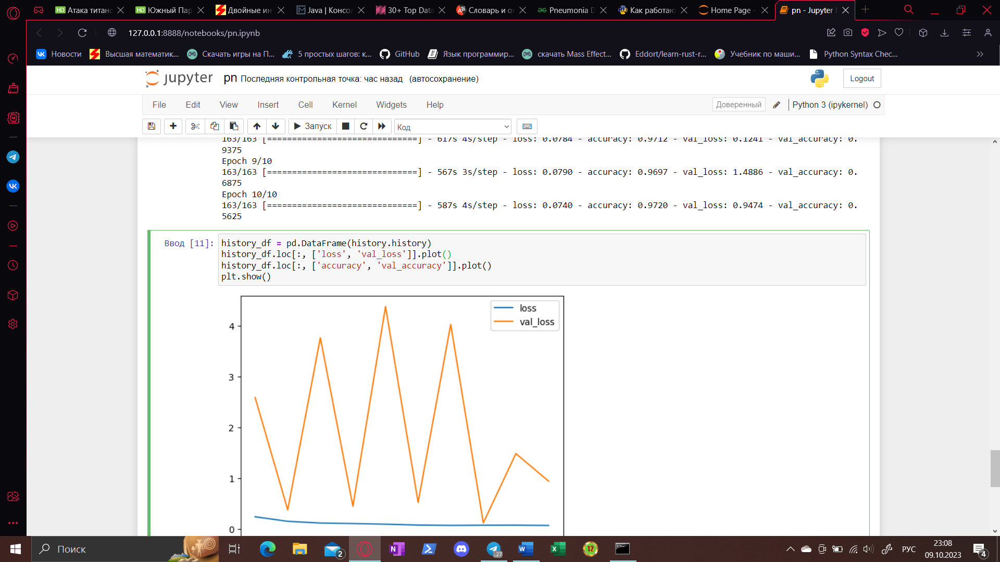 Атака титано
Южный Пар
Двойные ин
Java | Консо
30+ Top Data
Словарь и о
Pneumonia D
Как работаю
Home Page -
pn - Jupyter
127.0.0.1:8888/notebooks/pn.ipynb
Новости
Высшая математик...
Скачать игры на П...
5 простых шагов: к...
GitHub
Язык программир...
скачать Mass Effect...
Eddort/learn-rust-r...
Учебник по маши...
Python Syntax Chec...
jupyter pn Последняя контрольная точка: час назад (автосохранение)
Logout
File Edit View Insert Cell Kernel Widgets Help
Доверенный Python 3 (ipykernel)
Запуск Код
163/163 [==============================] - 617s 4s/step - loss: 0.0784 - accuracy: 0.9712 - val_loss: 0.1241 - val_accuracy: 0.
9375
Epoch 9/10
163/163 [==============================] - 567s 3s/step - loss: 0.0790 - accuracy: 0.9697 - val_loss: 1.4886 - val_accuracy: 0.
6875
Epoch 10/10
163/163 [==============================] - 587s 4s/step - loss: 0.0740 - accuracy: 0.9720 - val_loss: 0.9474 - val_accuracy: 0.
5625
Ввод [11]: history_df = pd.DataFrame(history.history)
history_df.loc[:, ['loss', 'val_loss']].plot()
history_df.loc[:, ['accuracy', 'val_accuracy']].plot()
plt.show()
loss
val_loss
4
3
2
1
0
Поиск
2
27
12
РУС
23:08
09.10.2023
4